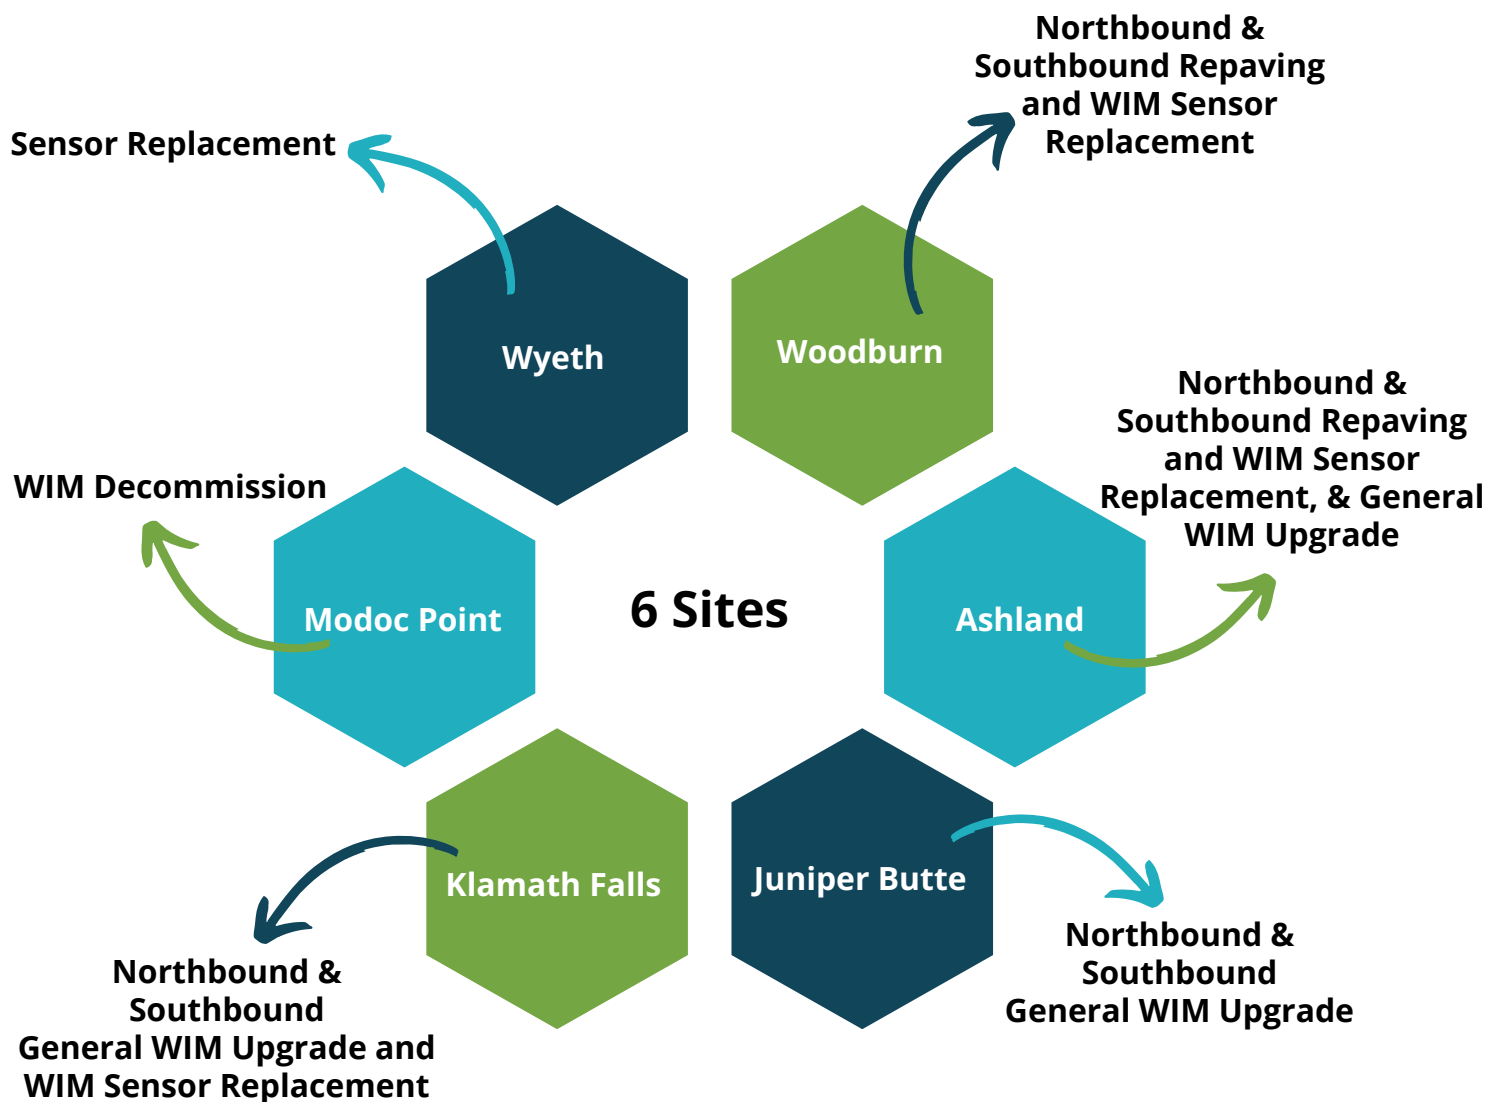 Northbound &
Southbound Repaving
and WIM Sensor
Replacement
Sensor Replacement
Wyeth
Woodburn
Northbound &
Southbound Repaving
and WIM Sensor
Replacement, & General
WIM Upgrade
WIM Decommission
Modoc Point
6 Sites
Ashland
Klamath Falls
Juniper Butte
Northbound &
Southbound
General WIM Upgrade
Northbound &
Southbound
General WIM Upgrade and
WIM Sensor Replacement